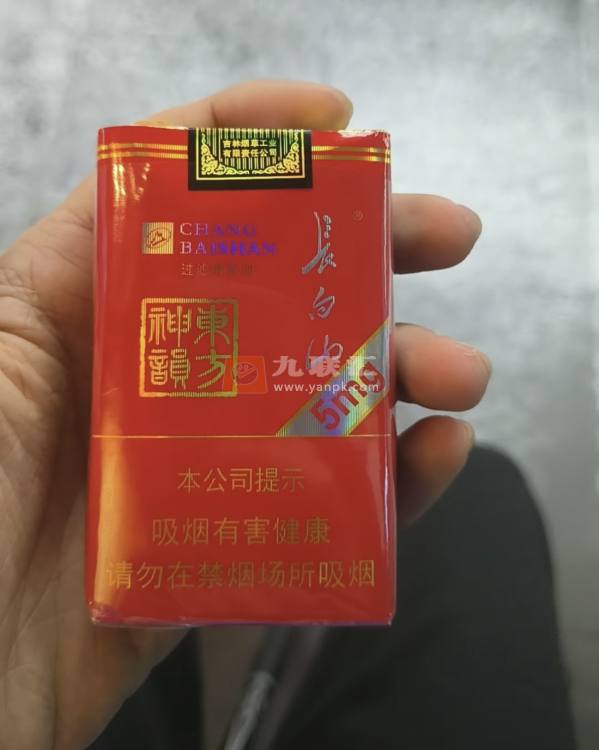 吉林烟草工业
有限责任公司
CHANG
BAISHAN
長白山
®
東方
神韻
九联汇
www.yanpk.com
5mg
本公司提示
吸烟有害健康
请勿在禁烟场所吸烟